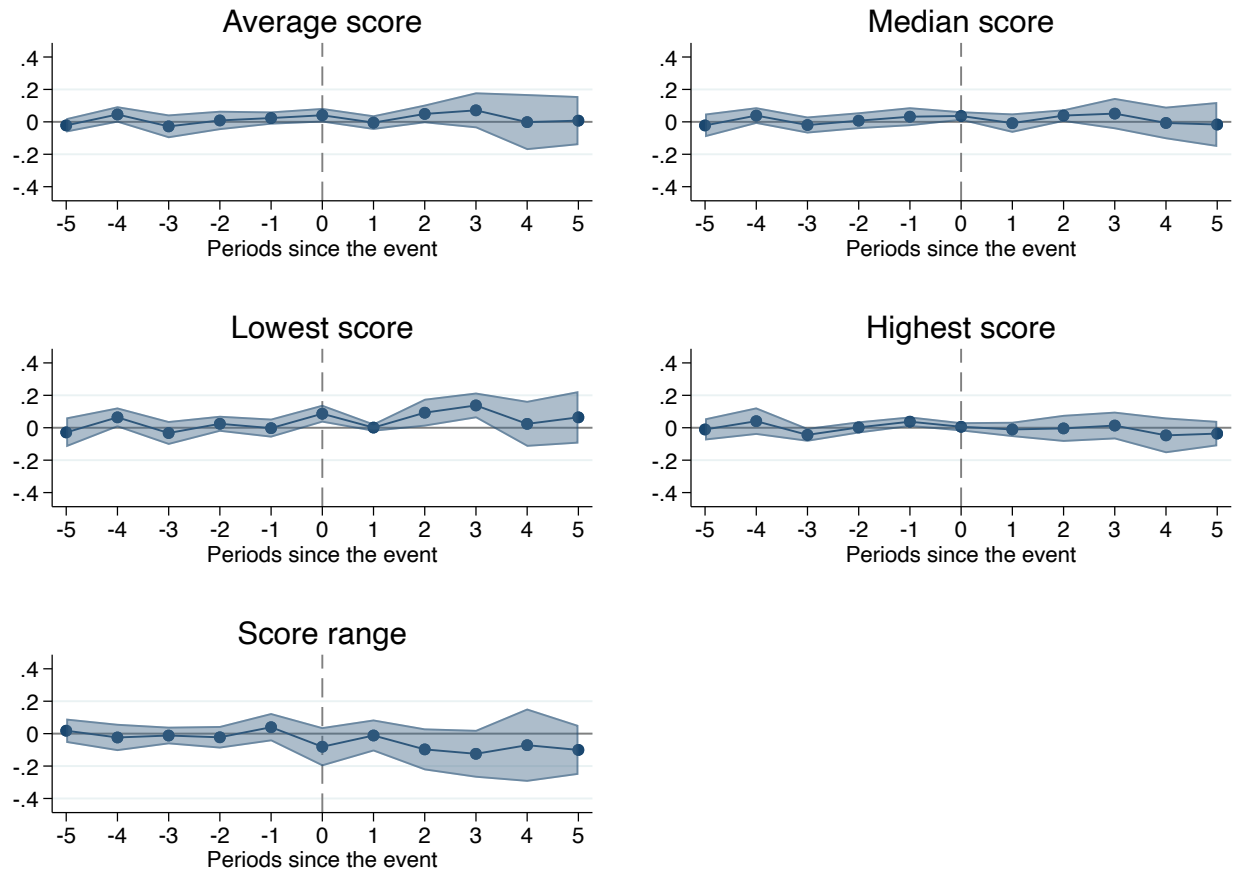 Average score
.4
.2
0
-.2
-.4
-5 -4 -3 -2 -1 0 1 2 3 4 5
Periods since the event
Median score
.4
.2
0
-.2
-.4
-5 -4 -3 -2 -1 0 1 2 3 4 5
Periods since the event
Lowest score
.4
.2
0
-.2
-.4
-5 -4 -3 -2 -1 0 1 2 3 4 5
Periods since the event
Highest score
.4
.2
0
-.2
-.4
-5 -4 -3 -2 -1 0 1 2 3 4 5
Periods since the event
Score range
.4
.2
0
-.2
-.4
-5 -4 -3 -2 -1 0 1 2 3 4 5
Periods since the event